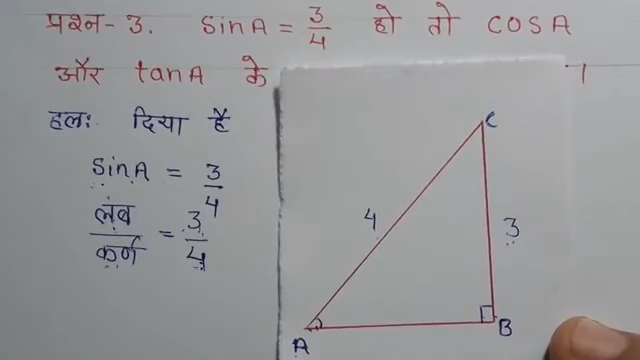 प्रश्न-3. sinA = 3/4 हो तो COSA
और tanA के
हलः दिया है
sinA = 3/4
लंब/कर्ण = 3/4
C
4
3
A
B